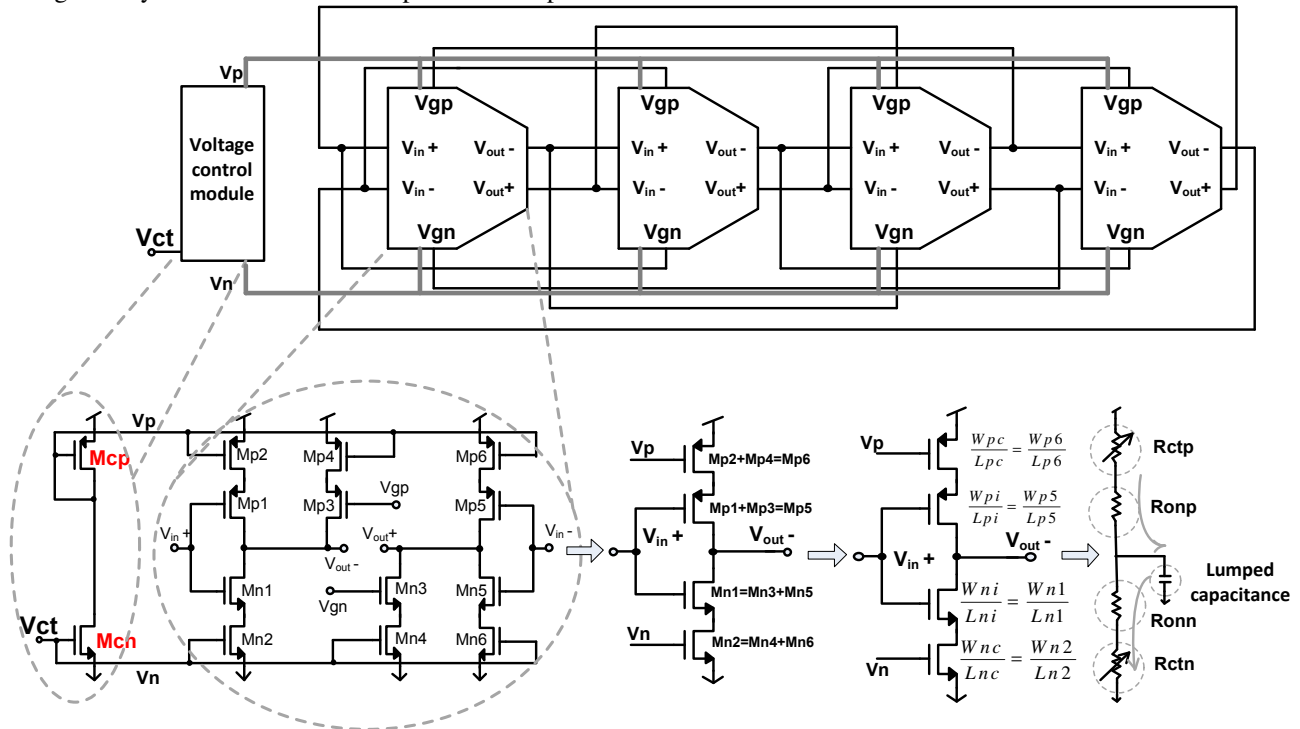 Vp
Voltage
control
module
Vct
Vn
Vgp
Vin + Vout -
Vin - Vout+
Vgn
Vgp
Vin + Vout -
Vin - Vout+
Vgn
Vgp
Vin + Vout -
Vin - Vout+
Vgn
Vgp
Vin + Vout -
Vin - Vout+
Vgn
Vp
Mcp
Vct
Mcn
Vn
Mp2
Mp4
Mp6
Mp1
Mp3
Vgp
Mp5
Vin +
Vout+
Vin -
Vout -
Mn1
Vgn
Mn3
Mn5
Mn2
Mn4
Mn6
Vp
Mp2+Mp4=Mp6
Mp1+Mp3=Mp5
Vin +
Vout -
Mn1=Mn3+Mn5
Vn
Mn2=Mn4+Mn6
Vp
Wpc/Lpc = Wp6/Lp6
Wpi/Lpi = Wp5/Lp5
Vin +
Vout -
Wni/Lni = Wn1/Ln1
Vn
Wnc/Lnc = Wn2/Ln2
Rctp
Ronp
Lumped
capacitance
Ronn
Rctn